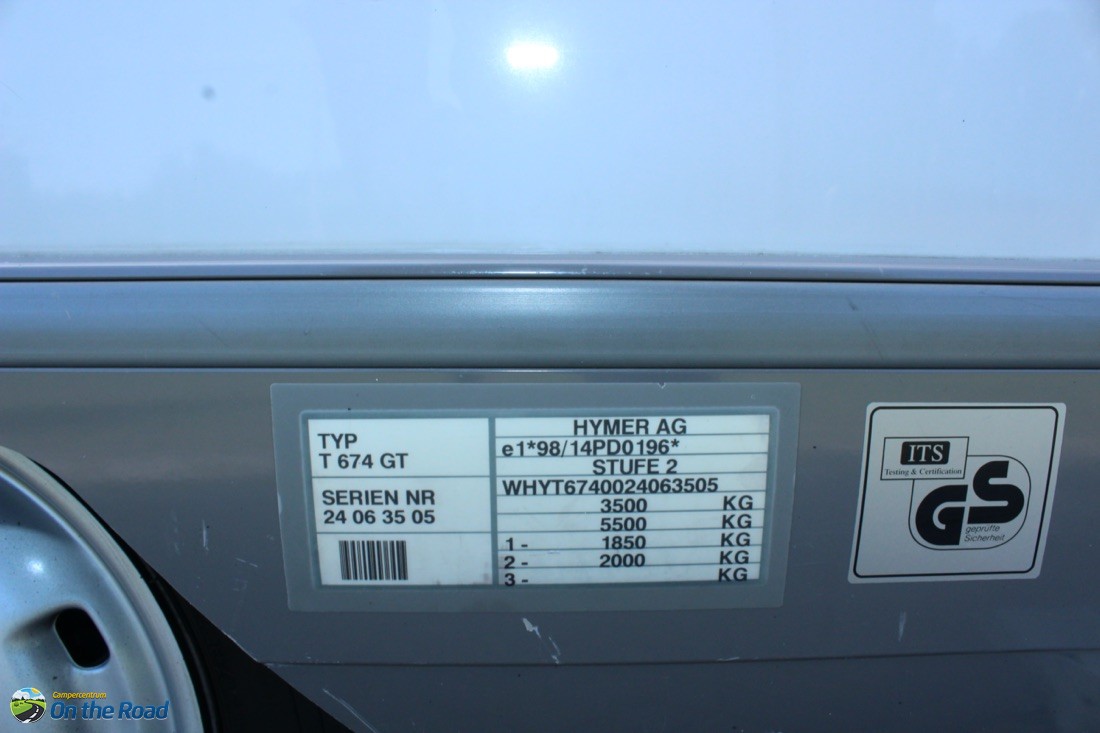 TYP
T 674 GT
SERIEN NR
24 06 35 05
HYMER AG
e1*98/14PD0196*
STUFE 2
WHYT6740024063505
3500 KG
5500 KG
1 - 1850 KG
2 - 2000 KG
3 - KG
ITS
Testing & Certification
GS
geprüfte
Sicherheit
Campercentrum
On the Road